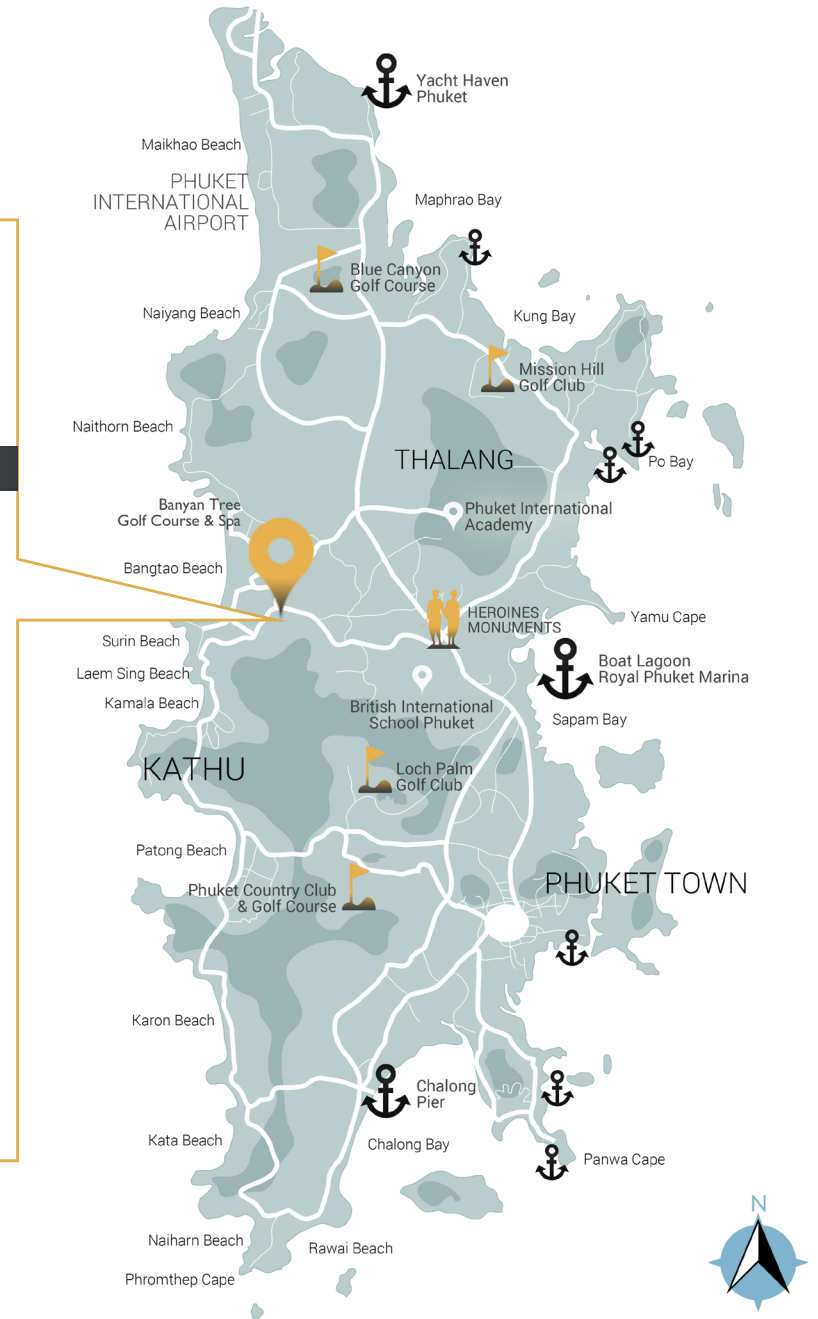 Yacht Haven
Phuket
Maikhao Beach
PHUKET
INTERNATIONAL
AIRPORT
Maphrao Bay
Blue Canyon
Golf Course
Naiyang Beach
Kung Bay
Mission Hill
Golf Club
Naithorn Beach
THALANG
Po Bay
Banyan Tree
Golf Course & Spa
Phuket International
Academy
Bangtao Beach
HEROINES
MONUMENTS
Yamu Cape
Surin Beach
Boat Lagoon
Royal Phuket Marina
Laem Sing Beach
Kamala Beach
British International
School Phuket
Sapam Bay
KATHU
Loch Palm
Golf Club
Patong Beach
Phuket Country Club
& Golf Course
PHUKET TOWN
Karon Beach
Chalong
Pier
Kata Beach
Chalong Bay
Panwa Cape
N
Naiharn Beach
Rawai Beach
Phromthep Cape